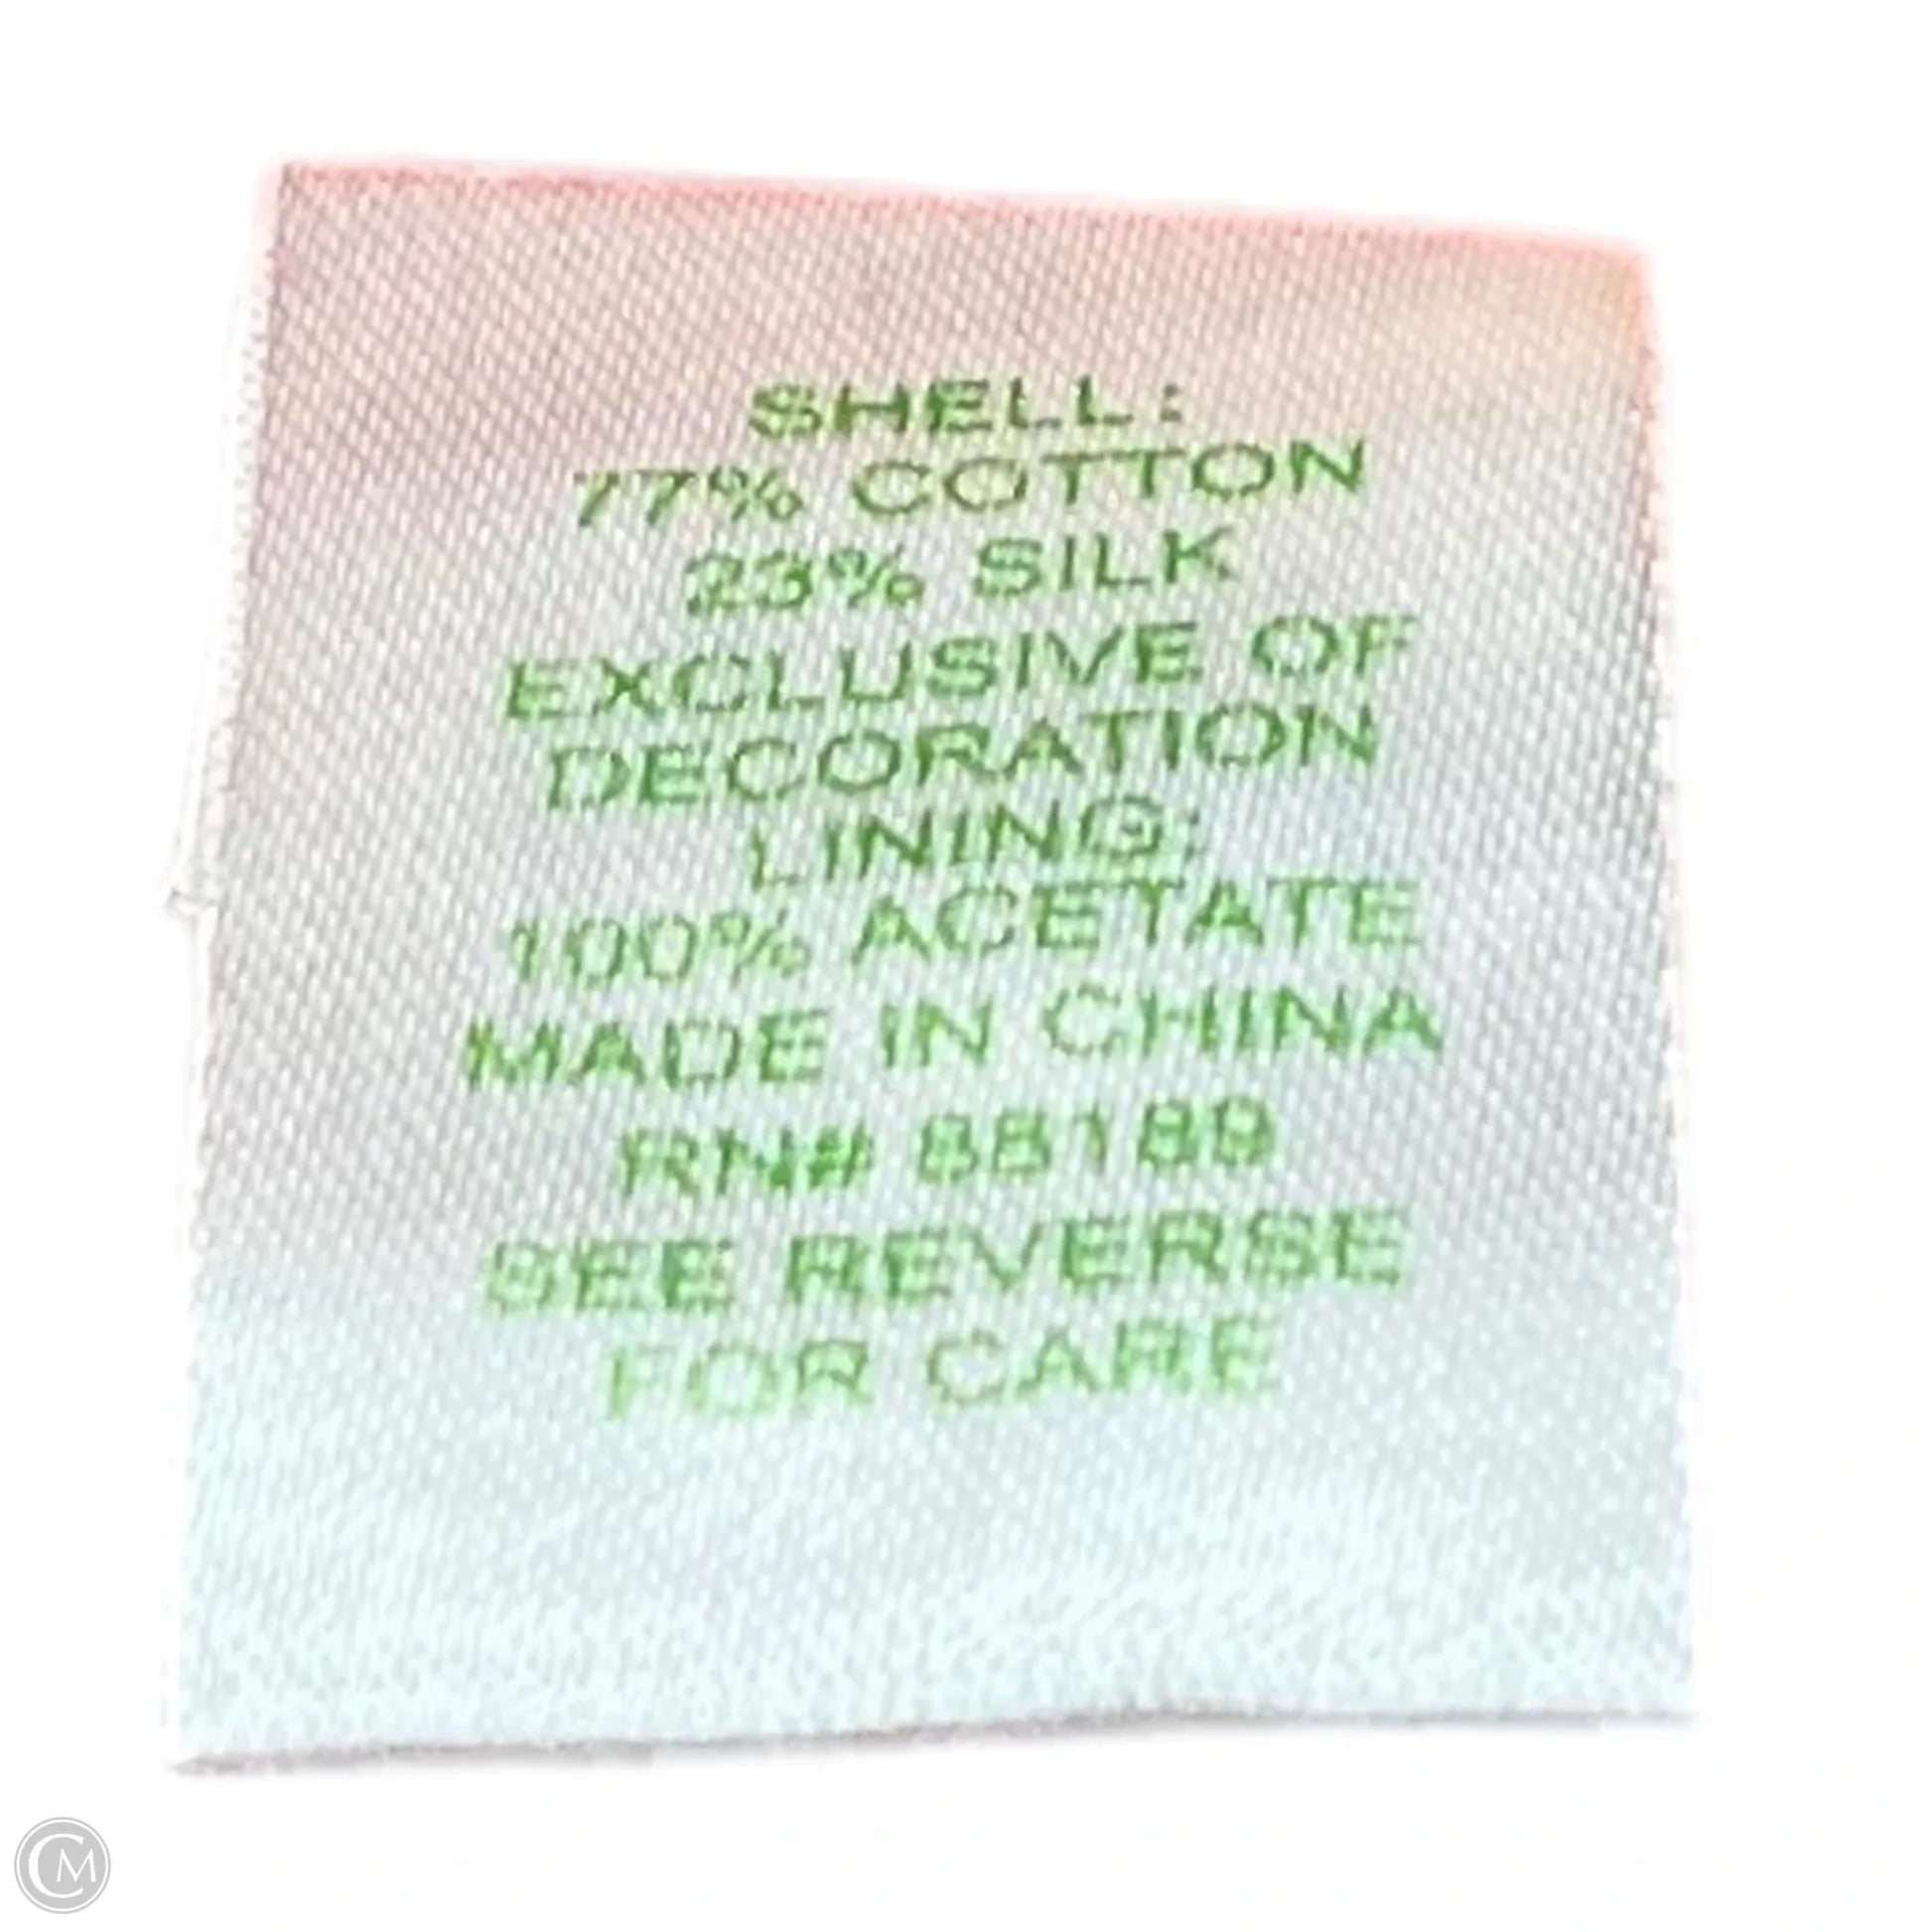 SHELL:
77% COTTON
23% SILK
EXCLUSIVE OF
DECORATION
LINING:
100% ACETATE
MADE IN CHINA
RN# 88189
SEE REVERSE
FOR CARE
CM